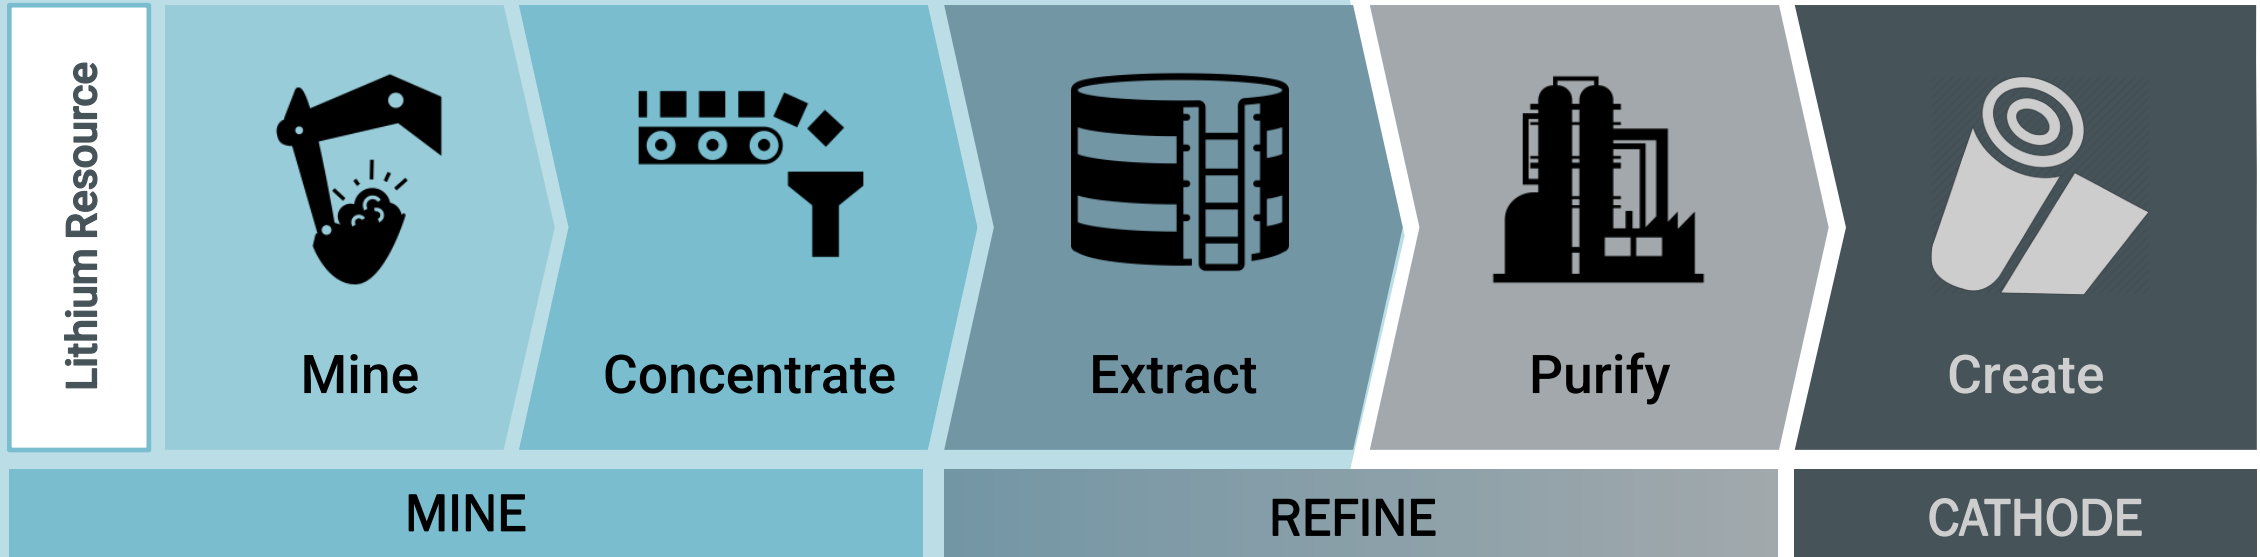 Lithium Resource
Mine
Concentrate
Extract
Purify
Create
MINE
REFINE
CATHODE